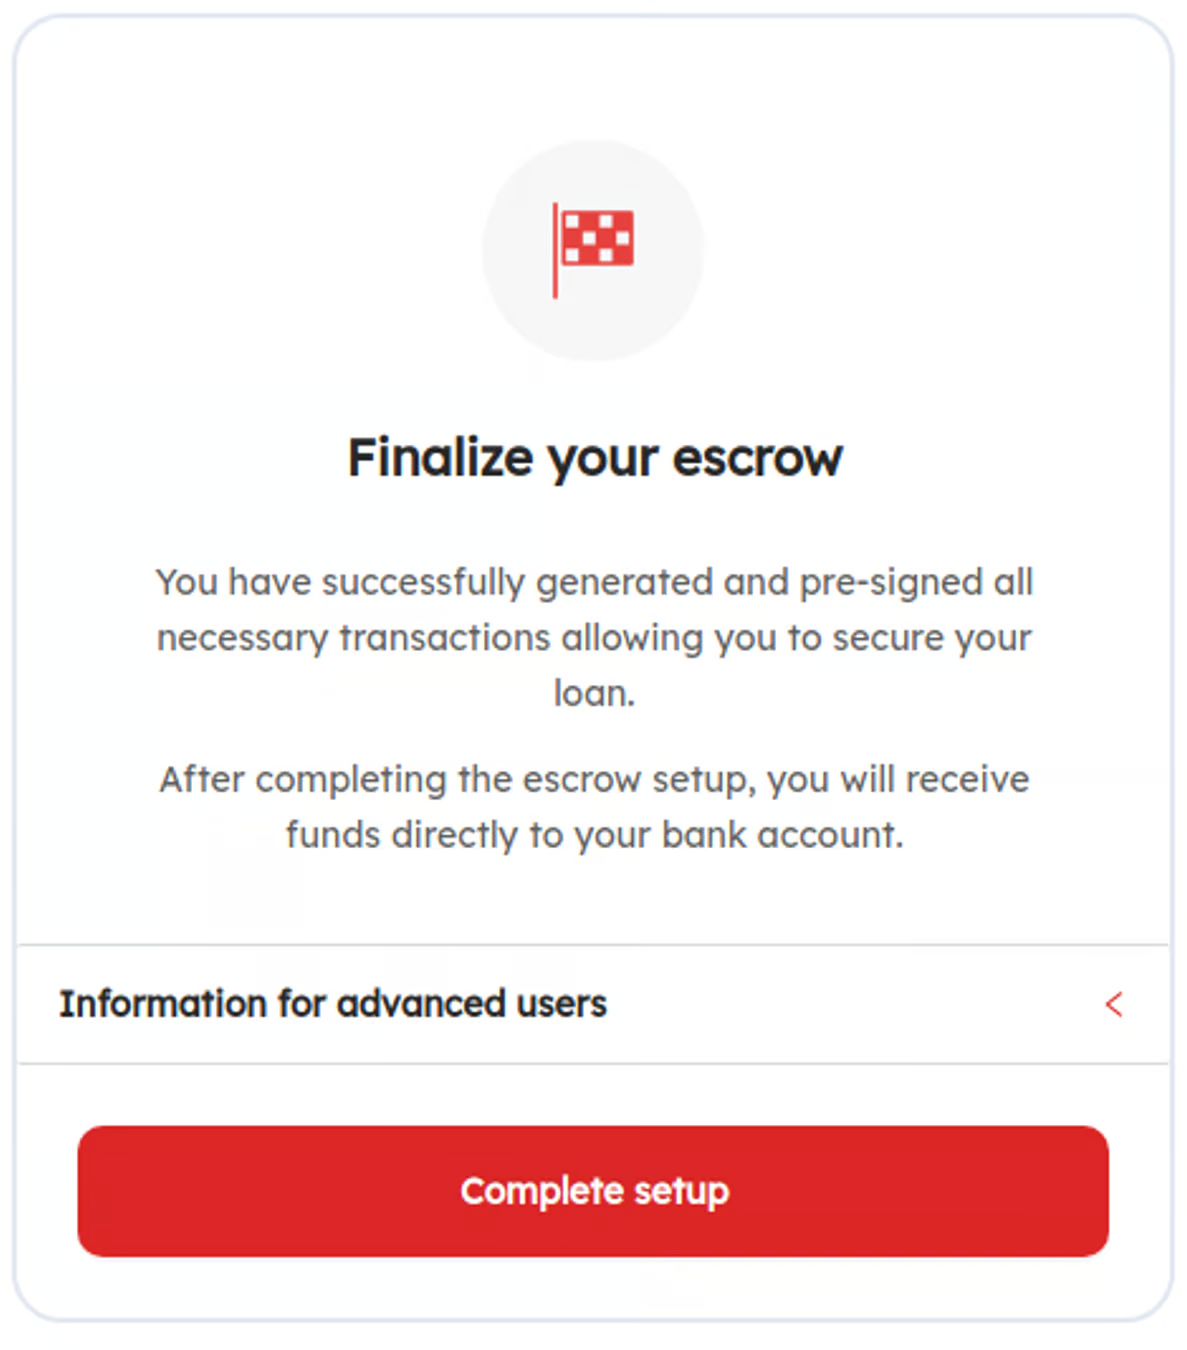 Finalize your escrow
You have successfully generated and pre-signed all
necessary transactions allowing you to secure your
loan.
After completing the escrow setup, you will receive
funds directly to your bank account.
Information for advanced users
Complete setup